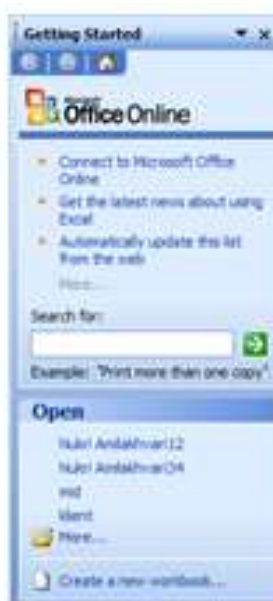 Getting Started
Microsoft
Office Online
Connect to Microsoft Office
Online
Get the latest news about using
Excel
Automatically update this list
from the web
More...
Search for:
Example: "Print more than one copy"
Open
More...
Create a new workbook...